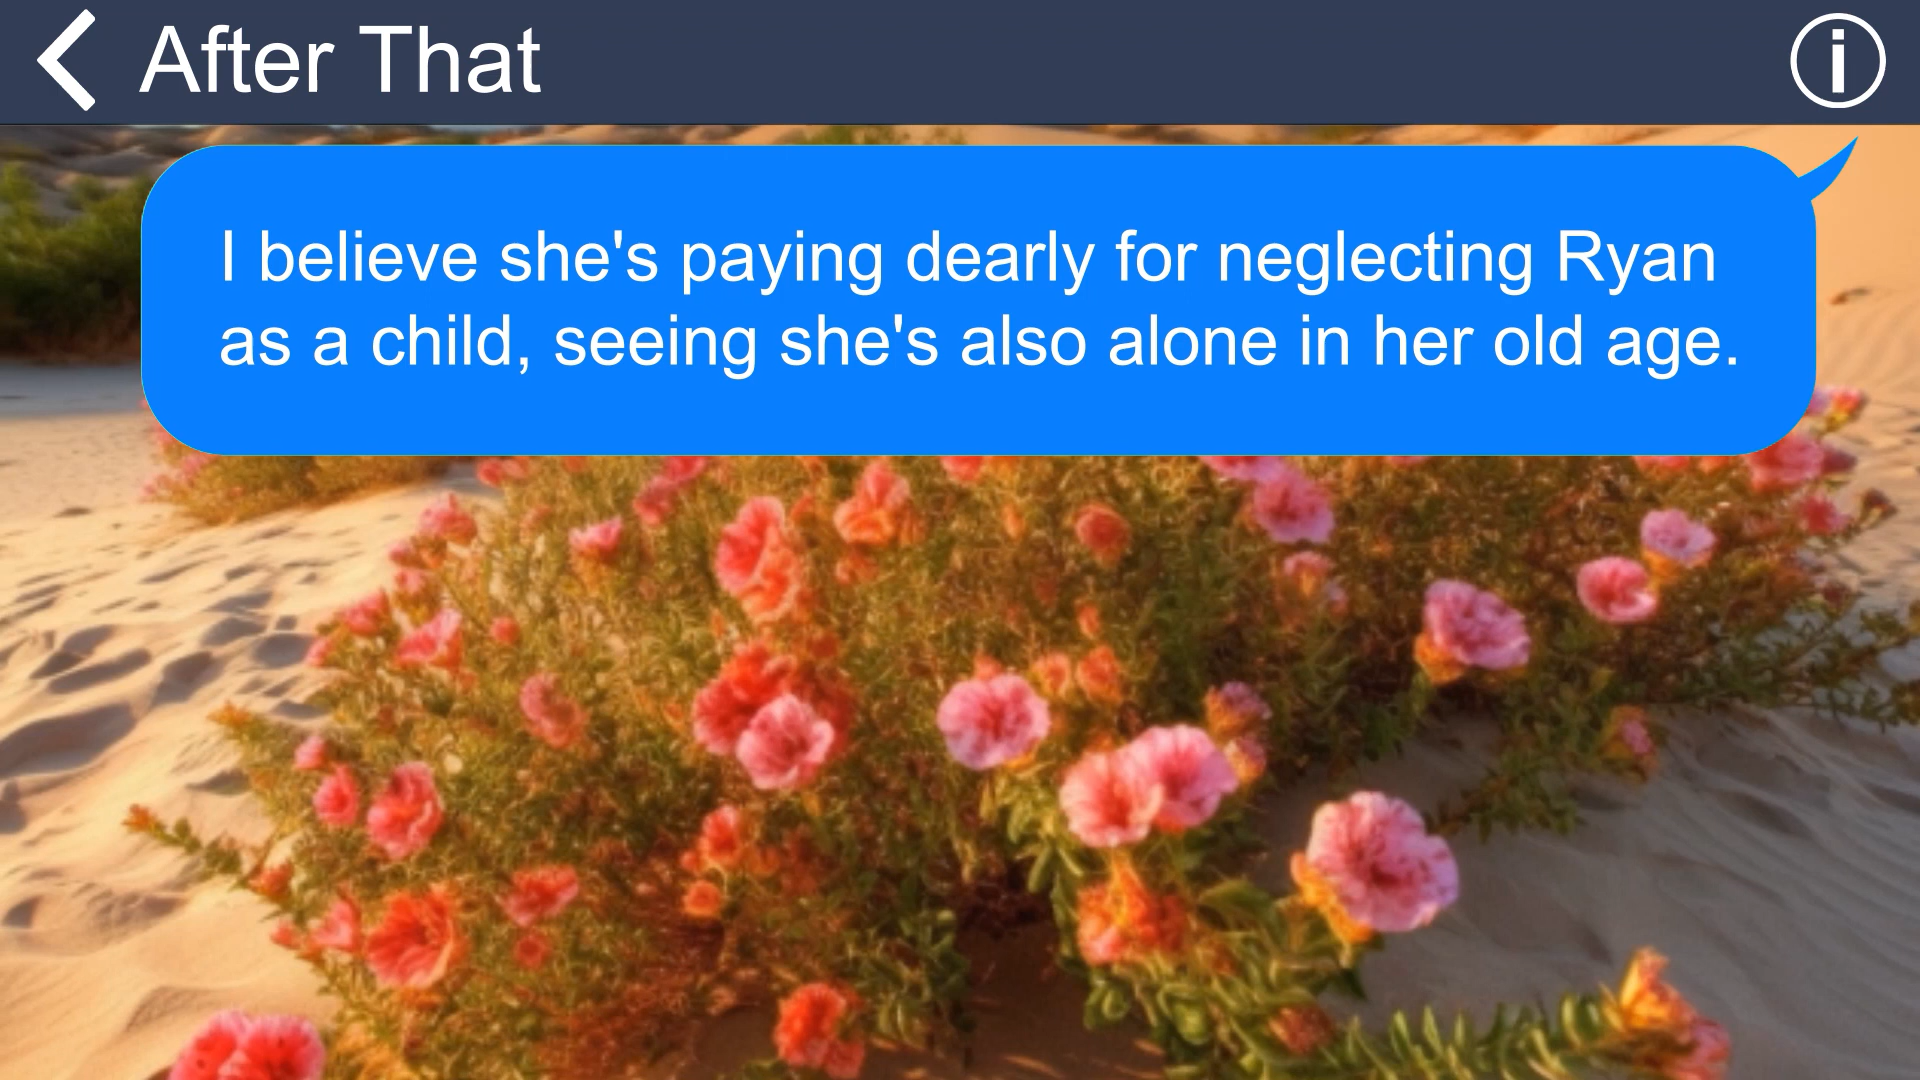 After That
I believe she's paying dearly for neglecting Ryan
as a child, seeing she's also alone in her old age.